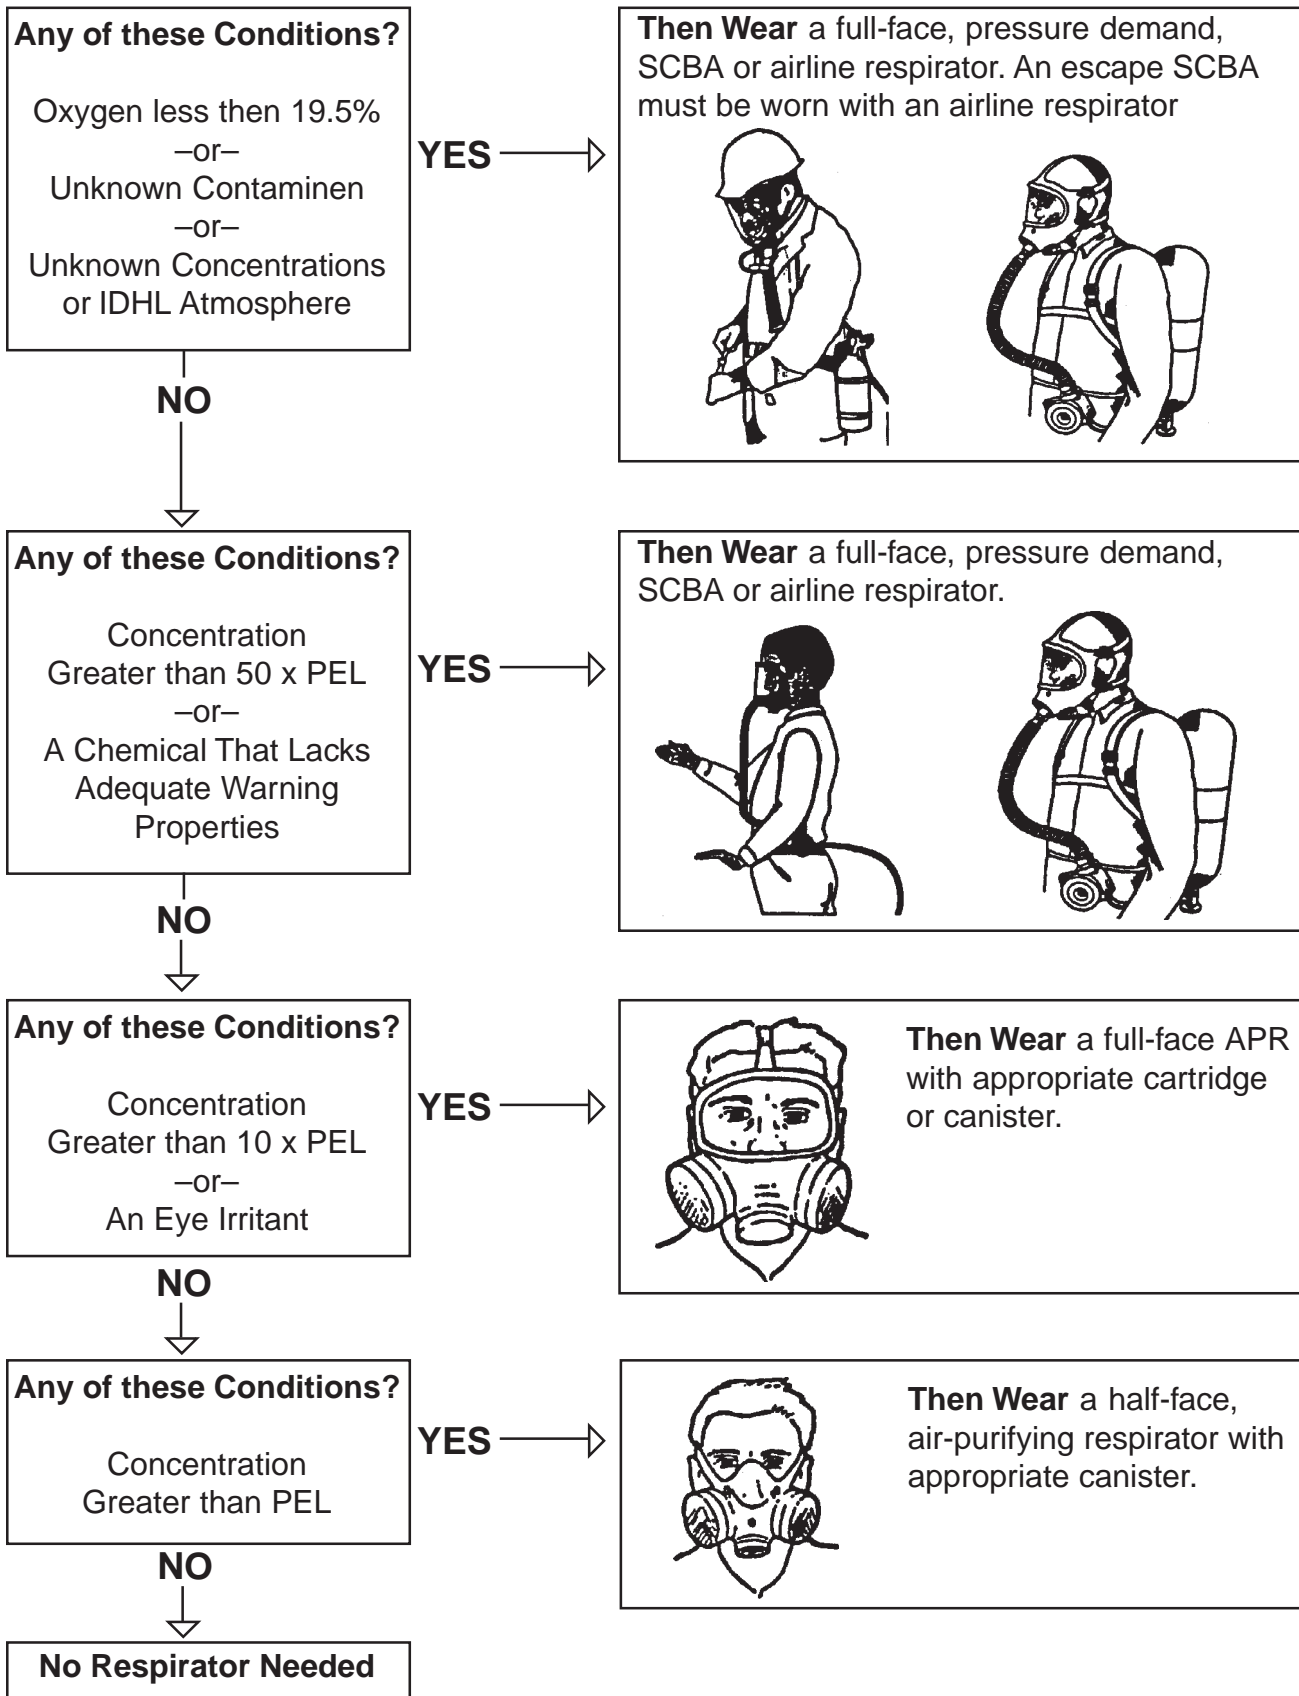 Any of these Conditions?
Oxygen less then 19.5%
–or–
Unknown Contaminen
–or–
Unknown Concentrations
or IDHL Atmosphere
YES
Then Wear a full-face, pressure demand,
SCBA or airline respirator. An escape SCBA
must be worn with an airline respirator
NO
Any of these Conditions?
Concentration
Greater than 50 x PEL
–or–
A Chemical That Lacks
Adequate Warning
Properties
YES
Then Wear a full-face, pressure demand,
SCBA or airline respirator.
NO
Any of these Conditions?
Concentration
Greater than 10 x PEL
–or–
An Eye Irritant
YES
Then Wear a full-face APR
with appropriate cartridge
or canister.
NO
Any of these Conditions?
Concentration
Greater than PEL
YES
Then Wear a half-face,
air-purifying respirator with
appropriate canister.
NO
No Respirator Needed